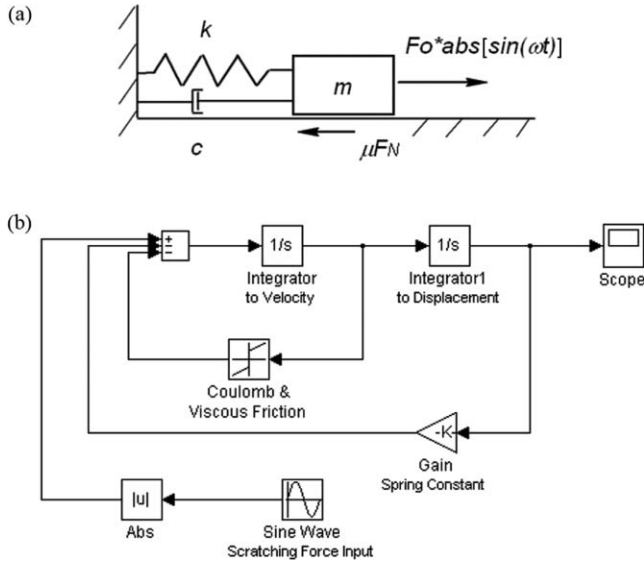 (a)
k
Fo*abs[sin(ωt)]
m
c
μFN
(b)
+
−
−
1/s
1/s
Integrator
to Velocity
Integrator1
to Displacement
Scope
Coulomb &
Viscous Friction
-K-
Gain
Spring Constant
|u|
Abs
Sine Wave
Scratching Force Input